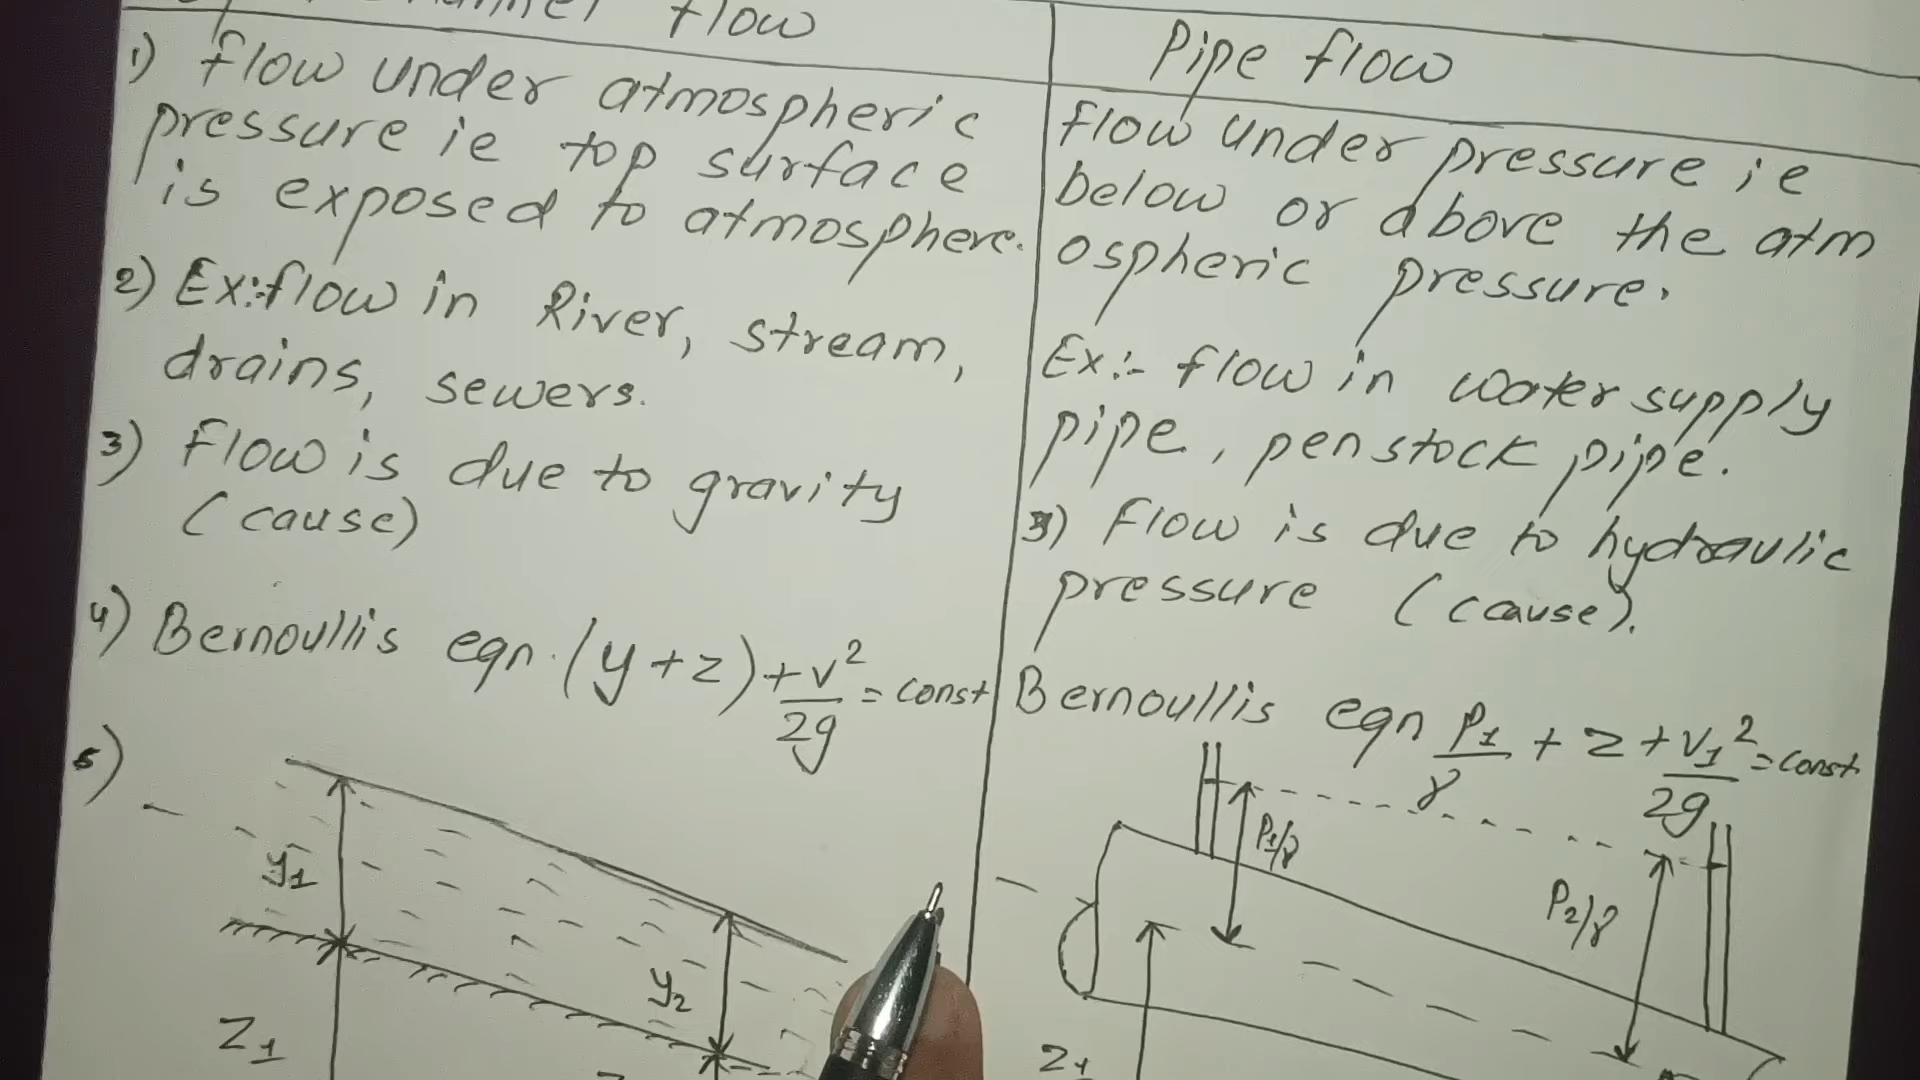 channel flow
1) flow under atmospheric
pressure ie top surface
is exposed to atmosphere.
2) Ex:- flow in River, stream,
drains, sewers.
3) Flow is due to gravity
(cause)
4) Bernoullis eqn. (y+z) + v²/2g = const
5)
y1
y2
Z1
Pipe flow
Flow under pressure ie
below or above the atm
ospheric pressure.
Ex:- flow in water supply
pipe, penstock pipe.
3) Flow is due to hydraulic
pressure (cause).
Bernoullis eqn P1/γ + z + V1²/2g = const
P1/γ
P2/γ
Z1